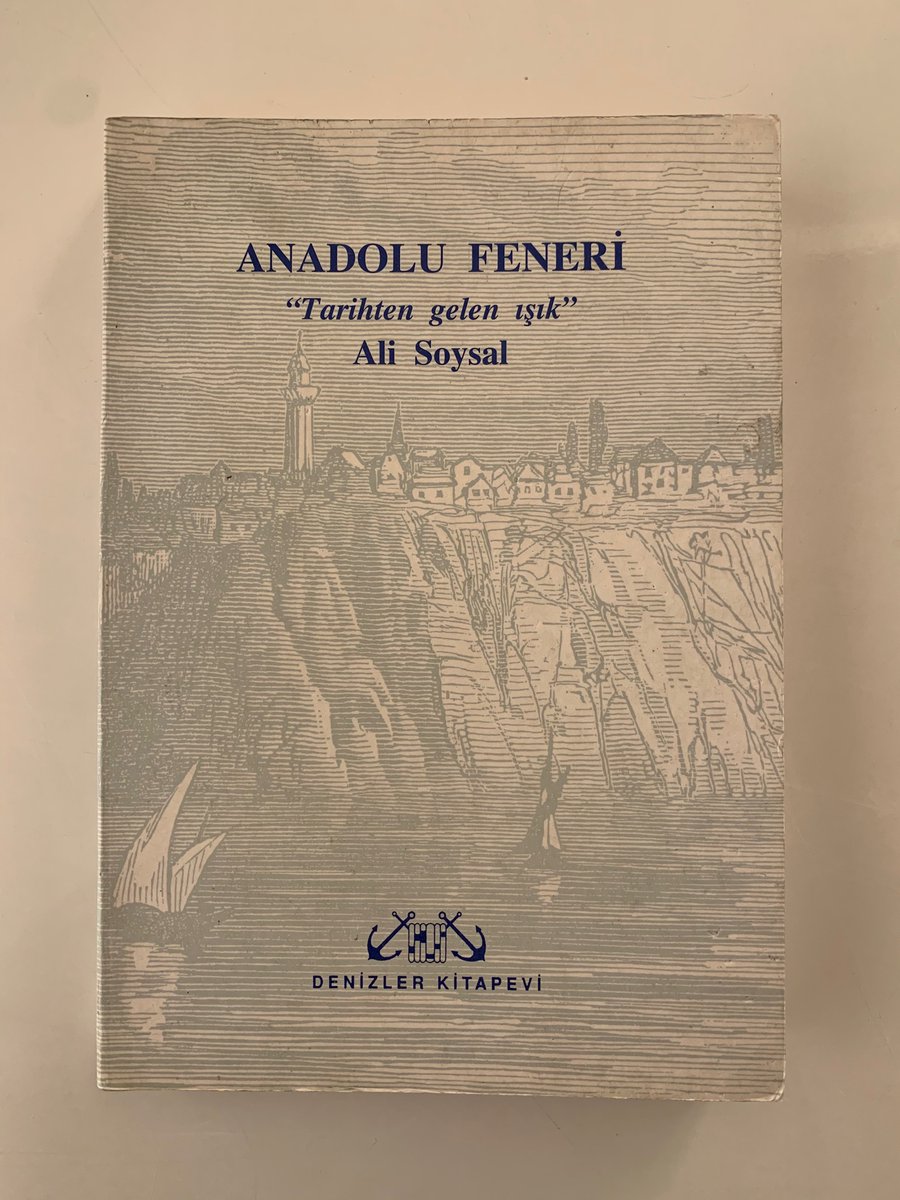 ANADOLU FENERİ
“Tarihten gelen ışık”
Ali Soysal
DENİZLER KİTAPEVİ